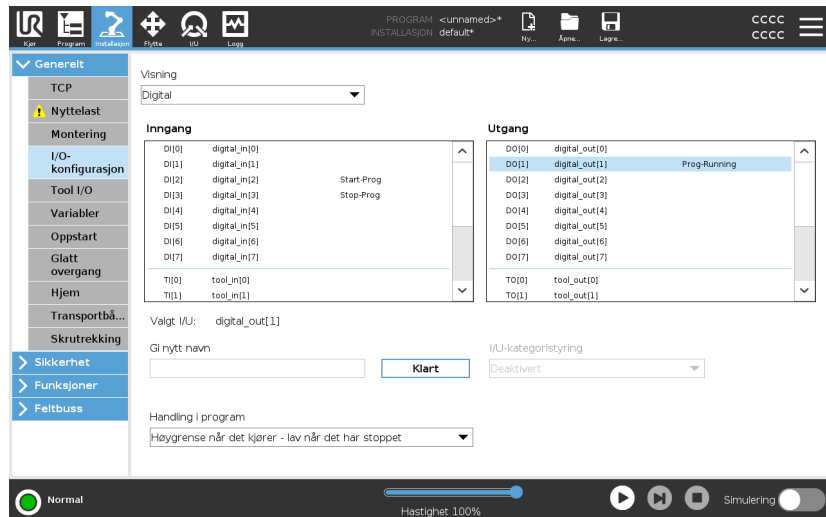 PROGRAM <unnamed>*
INSTALLASJON default*
Kjør
Program
Installasjon
Flytte
I/U
Logg
Ny...
Åpne...
Lagre...
cccc
cccc
Generelt
TCP
Nyttelast
Montering
I/O-
konfigurasjon
Tool I/O
Variabler
Oppstart
Glatt
overgang
Hjem
Transportbå...
Skrutrekking
Sikkerhet
Funksjoner
Feltbuss
Visning
Digital
Inngang
DI[0] digital_in[0]
DI[1] digital_in[1]
DI[2] digital_in[2] Start-Prog
DI[3] digital_in[3] Stop-Prog
DI[4] digital_in[4]
DI[5] digital_in[5]
DI[6] digital_in[6]
DI[7] digital_in[7]
TI[0] tool_in[0]
TI[1] tool_in[1]
Utgang
DO[0] digital_out[0]
DO[1] digital_out[1] Prog-Running
DO[2] digital_out[2]
DO[3] digital_out[3]
DO[4] digital_out[4]
DO[5] digital_out[5]
DO[6] digital_out[6]
DO[7] digital_out[7]
TO[0] tool_out[0]
TO[1] tool_out[1]
Valgt I/U: digital_out[1]
Gi nytt navn
Klart
I/U-kategoristyring
Deaktivert
Handling i program
Høygrense når det kjører - lav når det har stoppet
Normal
Hastighet 100%
Simulering